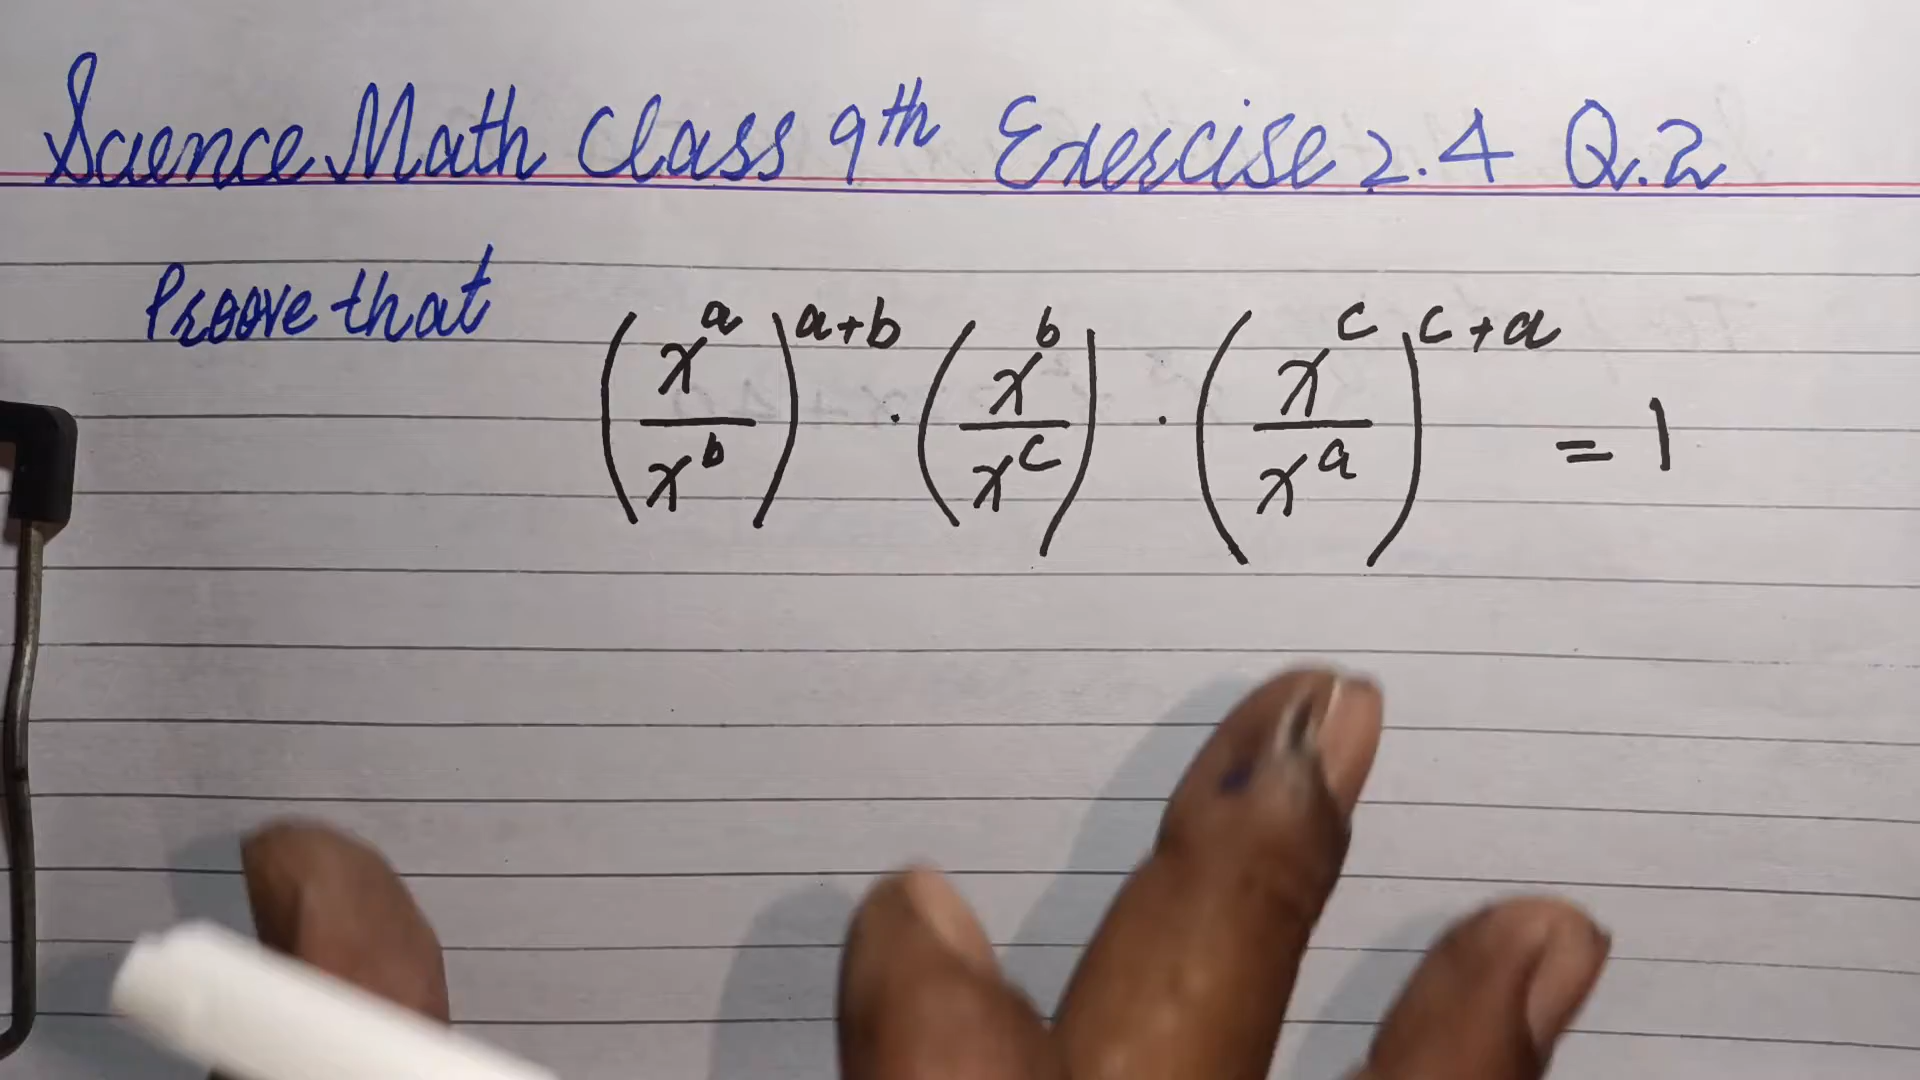 Science Math Class 9th Exercise 2.4 Q.2
Proove that (x^a/x^b)^a+b · (x^b/x^c) · (x^c/x^a)^c+a = 1